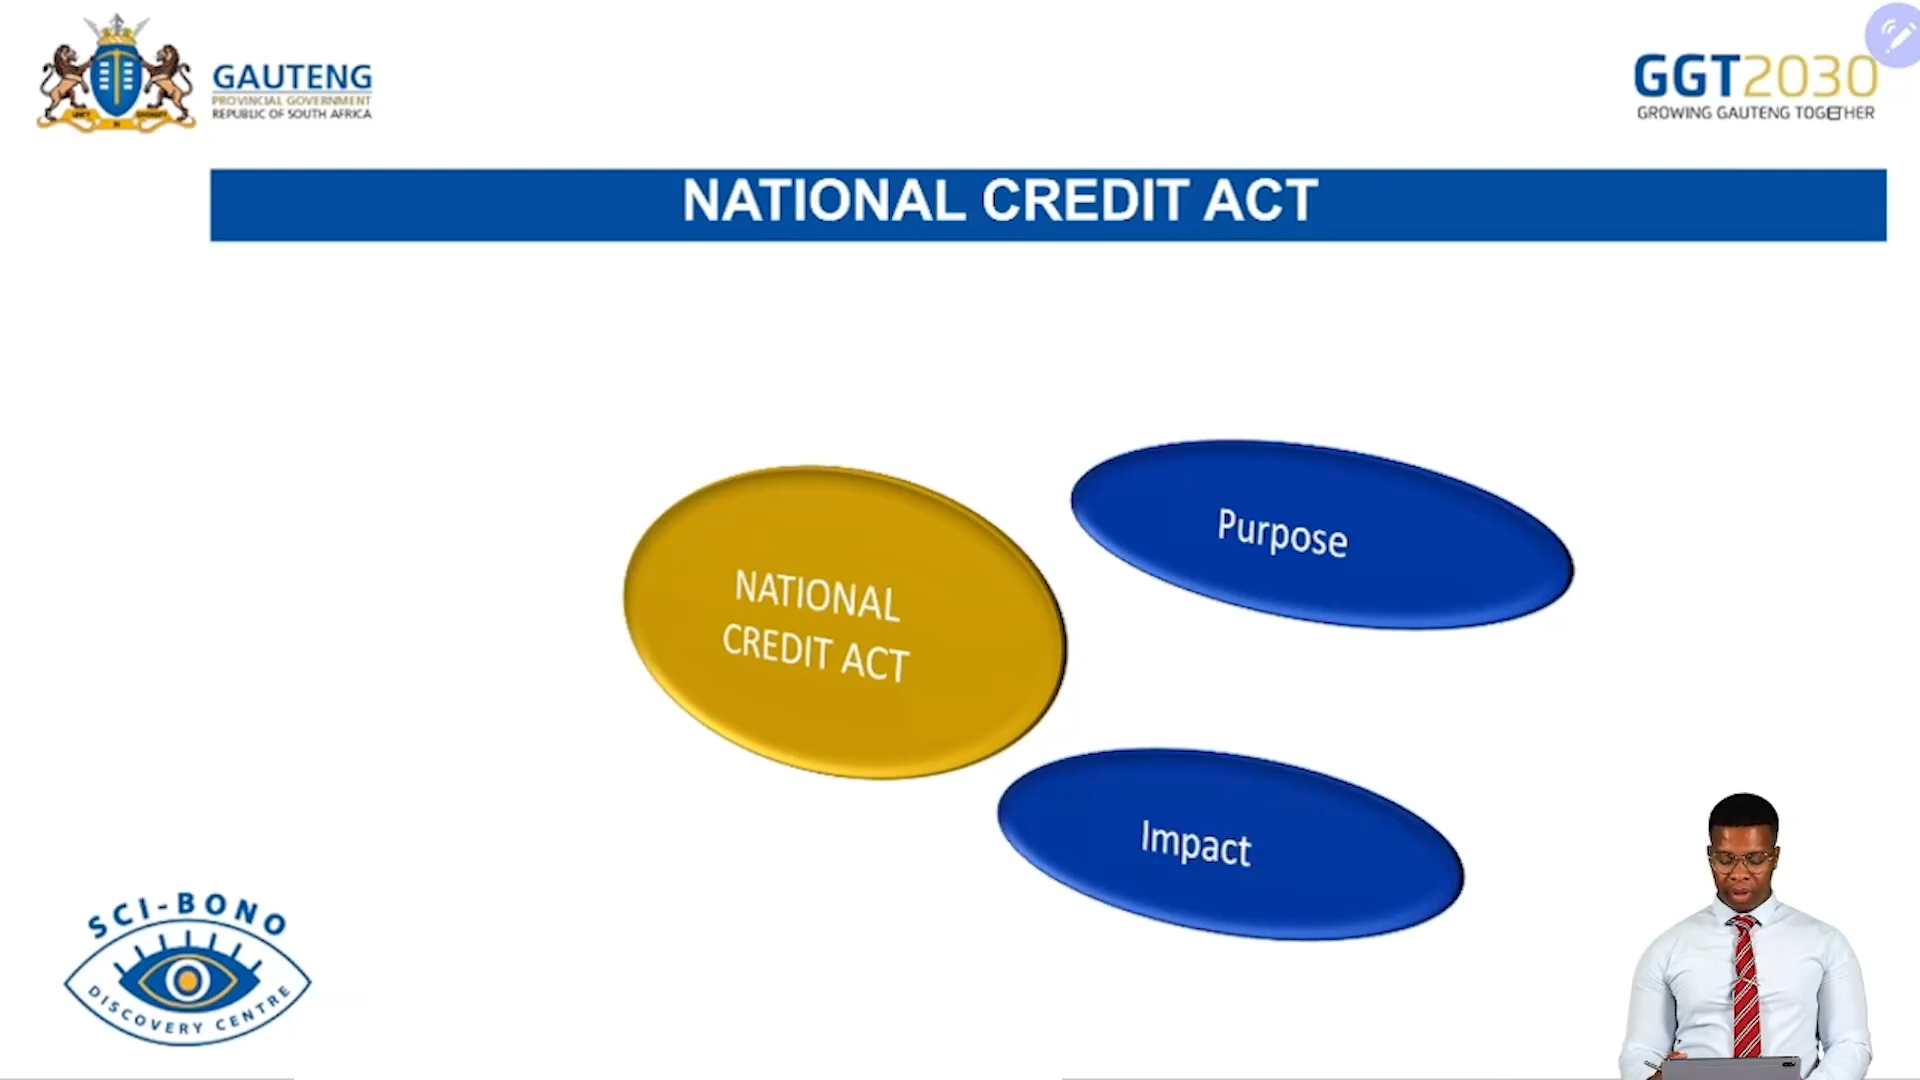 GAUTENG
PROVINCIAL GOVERNMENT
REPUBLIC OF SOUTH AFRICA
GGT2030
GROWING GAUTENG TOGETHER
NATIONAL CREDIT ACT
Purpose
NATIONAL
CREDIT ACT
Impact
SCI-BONO
DISCOVERY CENTRE